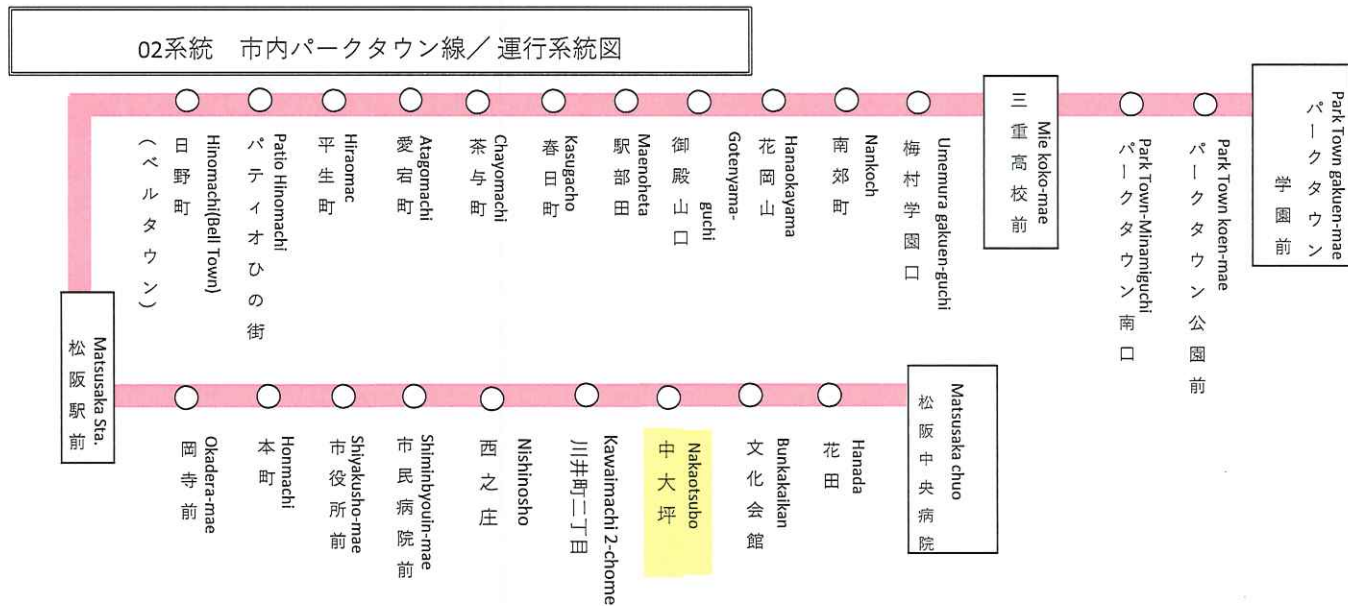 02系統 市内パークタウン線／運行系統図
日野町
(ベルタウン)
Hinomachi(Bell Town)
パティオひの街
Patio Hinomachi
平生町
Hiraomac
愛宕町
Atagomachi
茶与町
Chayomachi
春日町
Kasugacho
駅部田
Maenoheta
御殿山口
Gotenyama-
guchi
花岡山
Hanaokayama
南郊町
Nankoch
梅村学園口
Umemura gakuen-guchi
三重高校前
Mie koko-mae
パークタウン南口
Park Town-Minamiguchi
パークタウン公園前
Park Town koen-mae
パークタウン
学園前
Park Town gakuen-mae
松阪駅前
Matsusaka Sta.
岡寺前
Okadera-mae
本町
Honmachi
市役所前
Shiyakusho-mae
市民病院前
Shiminbyouin-mae
西之庄
Nishinosho
川井町二丁目
Kawaimachi 2-chome
中大坪
Nakaotsubo
文化会館
Bunkakaikan
花田
Hanada
松阪中央病院
Matsusaka chuo